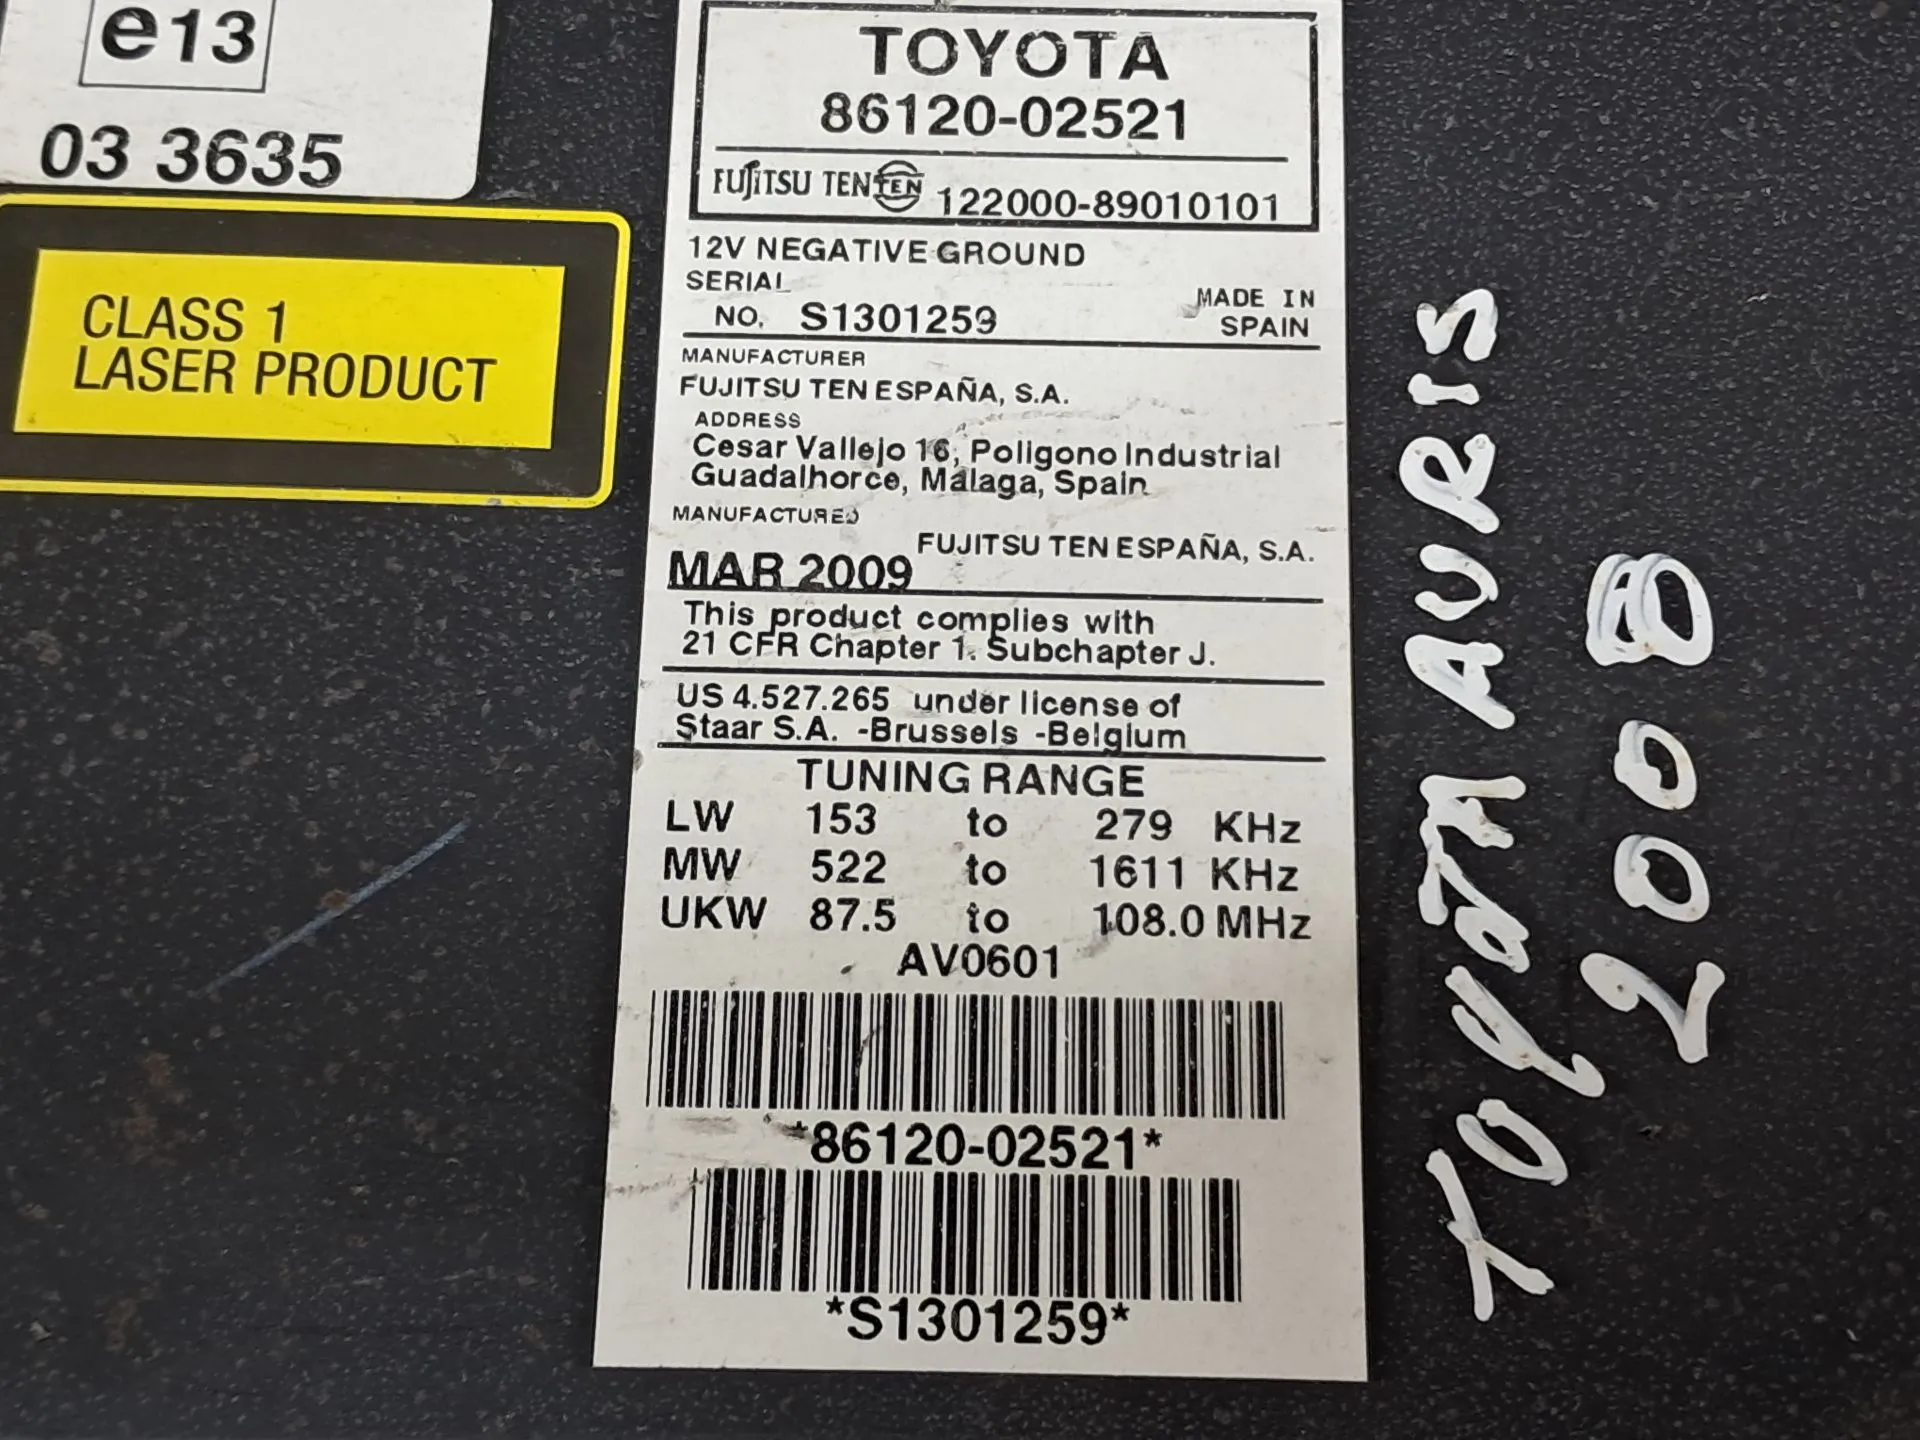 e13
03 3635
CLASS 1
LASER PRODUCT
TOYOTA
86120-02521
FUJITSU TEN TEN 122000-89010101
12V NEGATIVE GROUND
SERIAL
NO. S1301259
MADE IN
SPAIN
MANUFACTURER
FUJITSU TEN ESPAÑA, S.A.
ADDRESS
Cesar Vallejo 16, Poligono Industrial
Guadalhorce, Malaga, Spain
MANUFACTURED
FUJITSU TEN ESPAÑA, S.A.
MAR 2009
This product complies with
21 CFR Chapter 1. Subchapter J.
US 4.527.265 under license of
Staar S.A. -Brussels -Belgium
TUNING RANGE
LW 153 to 279 KHz
MW 522 to 1611 KHz
UKW 87.5 to 108.0 MHz
AV0601
*86120-02521*
*S1301259*
TOYOTA AVRIS
2008